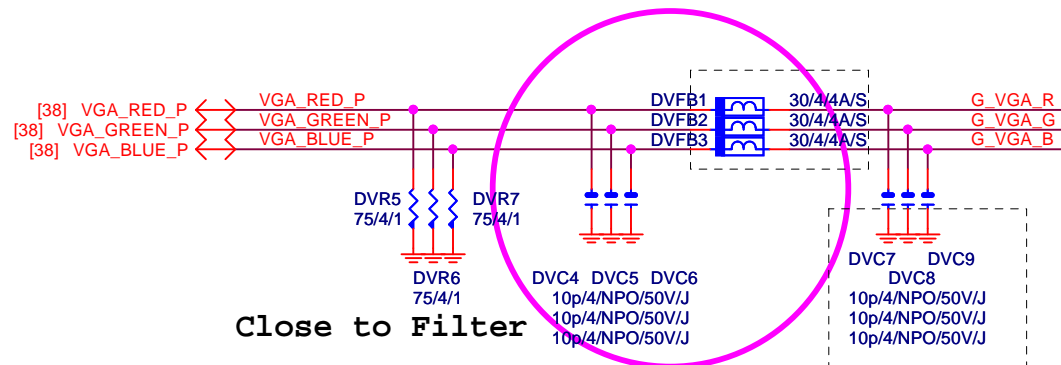 [38] VGA_RED_P VGA_RED_P DVFB1 30/4/4A/S G_VGA_R
[38] VGA_GREEN_P VGA_GREEN_P DVFB2 30/4/4A/S G_VGA_G
[38] VGA_BLUE_P VGA_BLUE_P DVFB3 30/4/4A/S G_VGA_B
DVR5 DVR7
75/4/1 75/4/1
DVR6
75/4/1
DVC4 DVC5 DVC6
10p/4/NPO/50V/J
10p/4/NPO/50V/J
10p/4/NPO/50V/J
DVC7 DVC9
DVC8
10p/4/NPO/50V/J
10p/4/NPO/50V/J
10p/4/NPO/50V/J
Close to Filter